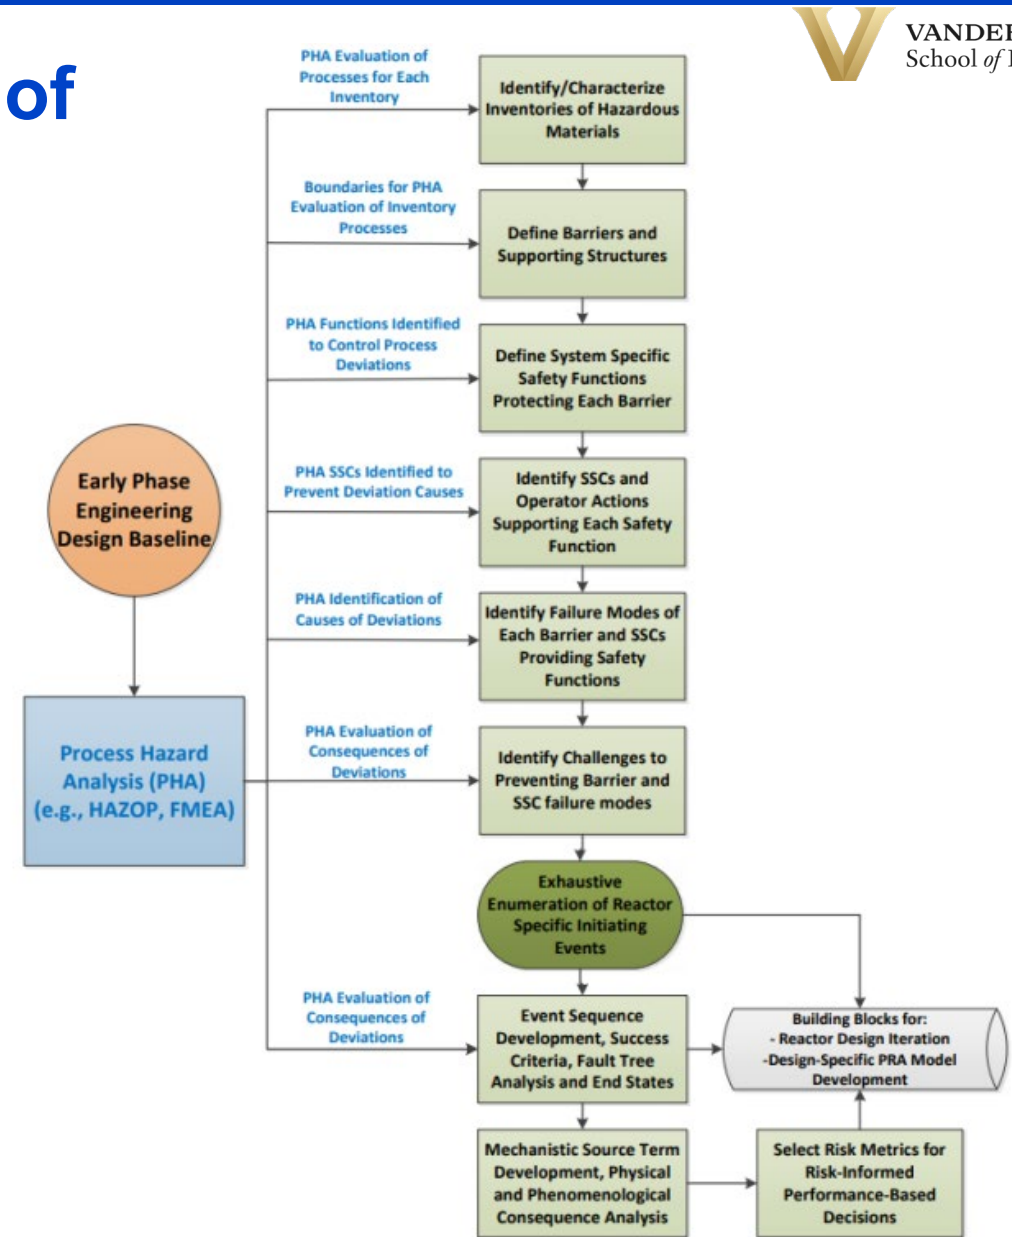 of
VANDE
School of
PHA Evaluation of
Processes for Each
Inventory
Identify/Characterize
Inventories of Hazardous
Materials
Boundaries for PHA
Evaluation of Inventory
Processes
Define Barriers and
Supporting Structures
PHA Functions Identified
to Control Process
Deviations
Define System Specific
Safety Functions
Protecting Each Barrier
Early Phase
Engineering
Design Baseline
PHA SSCs Identified to
Prevent Deviation Causes
Identify SSCs and
Operator Actions
Supporting Each Safety
Function
PHA Identification of
Causes of Deviations
Identify Failure Modes of
Each Barrier and SSCs
Providing Safety
Functions
Process Hazard
Analysis (PHA)
(e.g., HAZOP, FMEA)
PHA Evaluation of
Consequences of
Deviations
Identify Challenges to
Preventing Barrier and
SSC failure modes
Exhaustive
Enumeration of Reactor
Specific Initiating
Events
PHA Evaluation of
Consequences of
Deviations
Event Sequence
Development, Success
Criteria, Fault Tree
Analysis and End States
Building Blocks for:
- Reactor Design Iteration
-Design-Specific PRA Model
Development
Mechanistic Source Term
Development, Physical
and Phenomenological
Consequence Analysis
Select Risk Metrics for
Risk-Informed
Performance-Based
Decisions